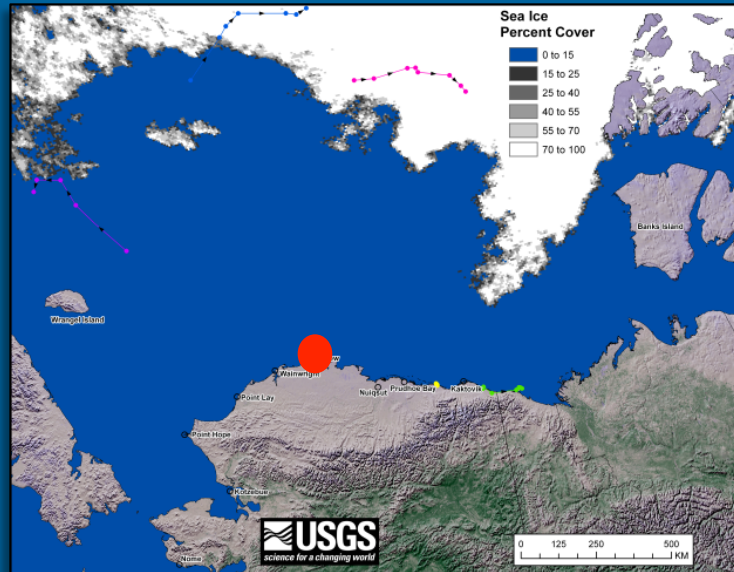 Sea Ice
Percent Cover
0 to 15
15 to 25
25 to 40
40 to 55
55 to 70
70 to 100
Banks Island
Wrangel Island
Wainwright
Prudhoe Bay
Kaktovik
Nuiqsut
Point Lay
Point Hope
Kotzebue
USGS
science for a changing world
Nome
0 125 250 500
KM